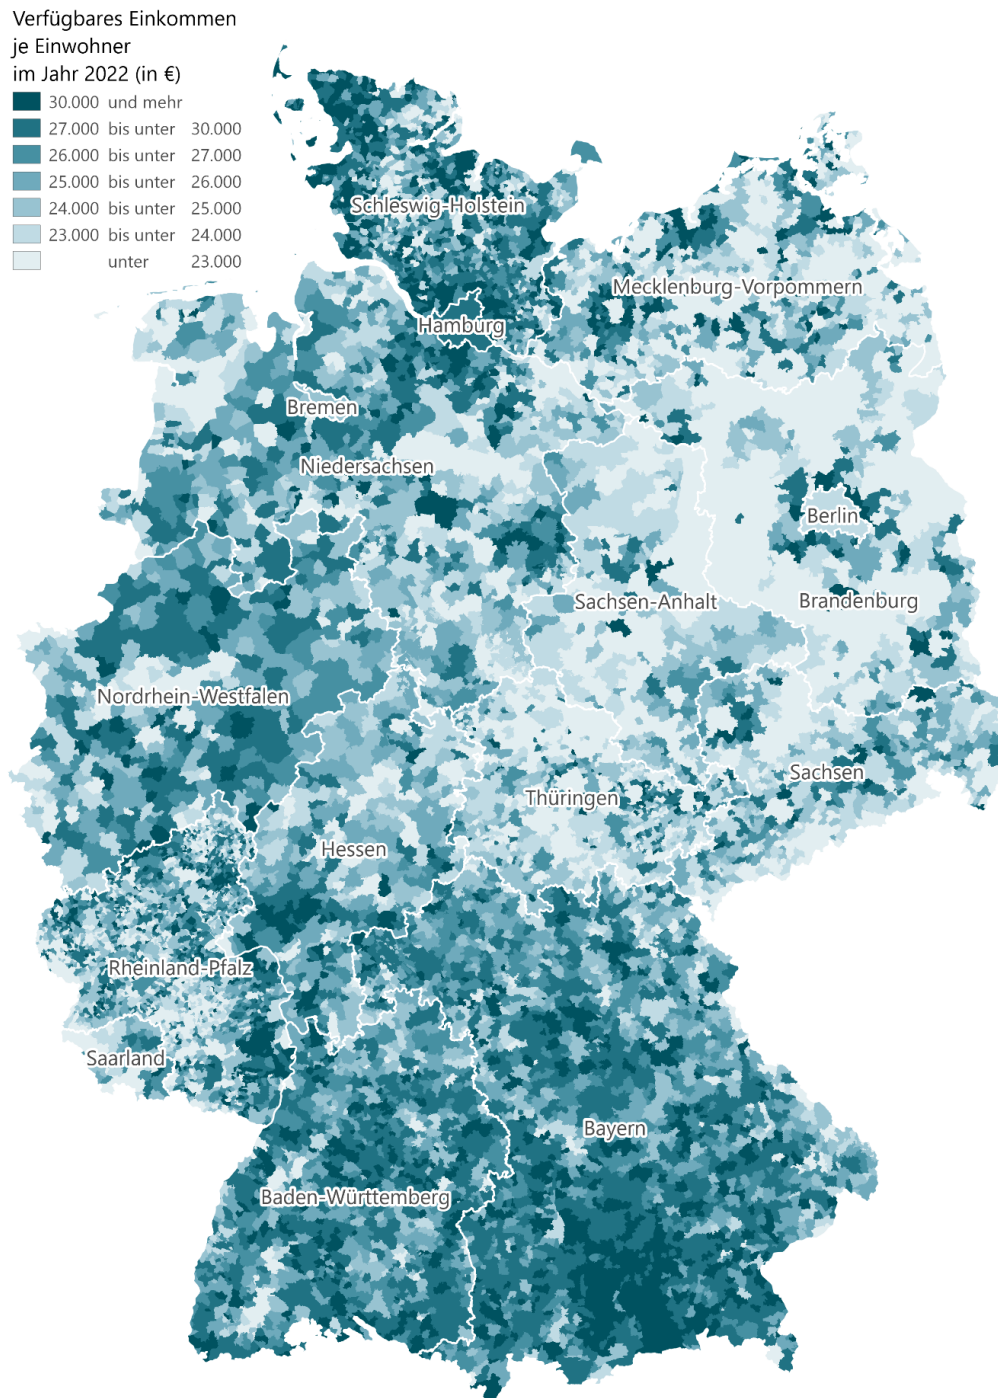 Verfügbares Einkommen
je Einwohner
im Jahr 2022 (in €)
30.000 und mehr
27.000 bis unter 30.000
26.000 bis unter 27.000
25.000 bis unter 26.000
24.000 bis unter 25.000
23.000 bis unter 24.000
unter 23.000
Schleswig-Holstein
Mecklenburg-Vorpommern
Hamburg
Bremen
Niedersachsen
Berlin
Sachsen-Anhalt
Brandenburg
Nordrhein-Westfalen
Sachsen
Thüringen
Hessen
Rheinland-Pfalz
Saarland
Bayern
Baden-Württemberg